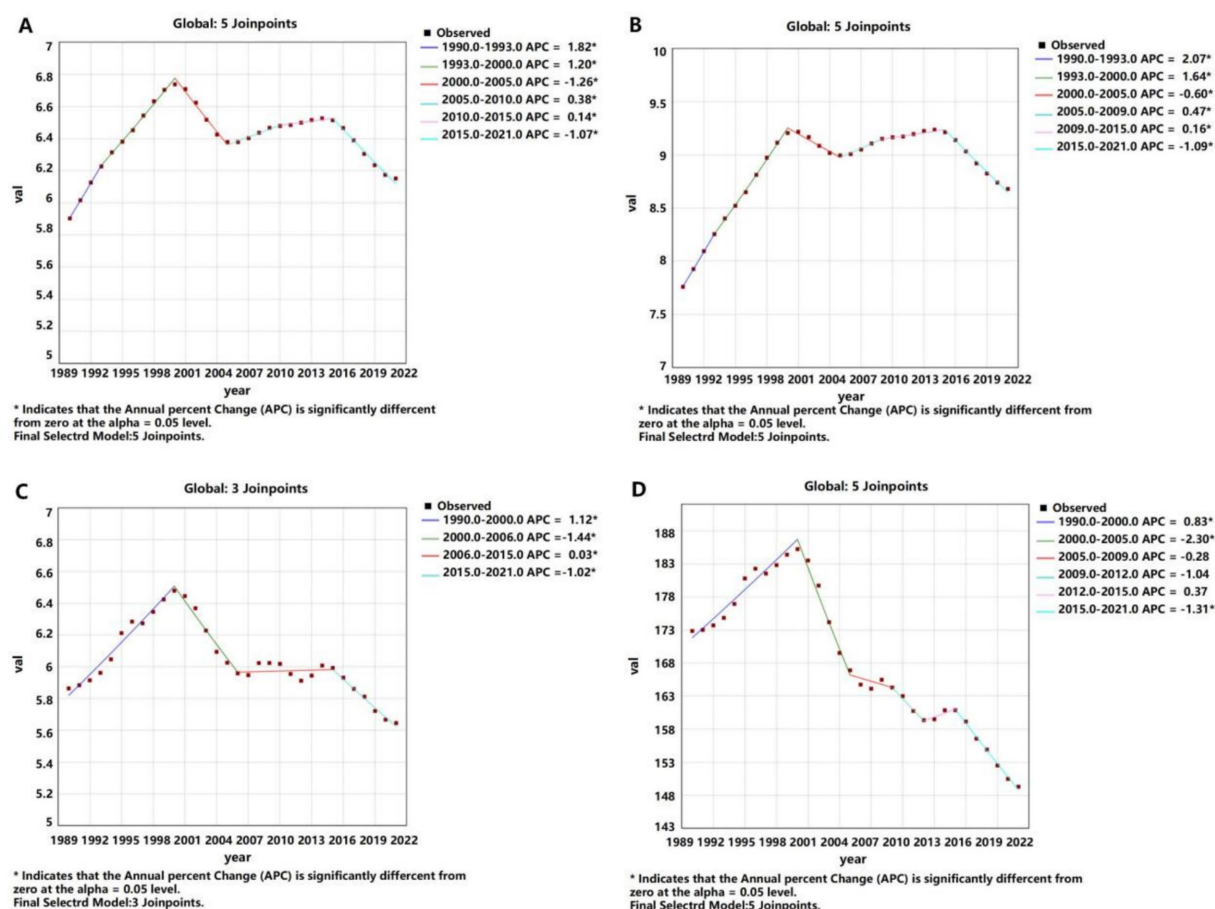 A
Global: 5 Joinpoints
■ Observed
1990.0-1993.0 APC = 1.82*
1993.0-2000.0 APC = 1.20*
2000.0-2005.0 APC = -1.26*
2005.0-2010.0 APC = 0.38*
2010.0-2015.0 APC = 0.14*
2015.0-2021.0 APC = -1.07*
7
6.8
6.6
6.4
6.2
6
5.8
5.6
5.4
5.2
5
val
1989 1992 1995 1998 2001 2004 2007 2010 2013 2016 2019 2022
year
* Indicates that the Annual percent Change (APC) is significantly differcent
from zero at the alpha = 0.05 level.
Final Selectrd Model:5 Joinpoints.
B
Global: 5 Joinpoints
■ Observed
1990.0-1993.0 APC = 2.07*
1993.0-2000.0 APC = 1.64*
2000.0-2005.0 APC = -0.60*
2005.0-2009.0 APC = 0.47*
2009.0-2015.0 APC = 0.16*
2015.0-2021.0 APC = -1.09*
10
9.5
9
8.5
8
7.5
7
val
1989 1992 1995 1998 2001 2004 2007 2010 2013 2016 2019 2022
year
* Indicates that the Annual percent Change (APC) is significantly differcent from
zero at the alpha = 0.05 level.
Final Selectrd Model:5 Joinpoints.
C
Global: 3 Joinpoints
■ Observed
1990.0-2000.0 APC = 1.12*
2000.0-2006.0 APC =-1.44*
2006.0-2015.0 APC = 0.03*
2015.0-2021.0 APC =-1.02*
7
6.8
6.6
6.4
6.2
6
5.8
5.6
5.4
5.2
5
val
1989 1992 1995 1998 2001 2004 2007 2010 2013 2016 2019 2022
year
* Indicates that the Annual percent Change (APC) is significantly differcent from
zero at the alpha = 0.05 level.
Final Selectrd Model:3 Joinpoints.
D
Global: 5 Joinpoints
■ Observed
1990.0-2000.0 APC = 0.83*
2000.0-2005.0 APC = -2.30*
2005.0-2009.0 APC = -0.28
2009.0-2012.0 APC = -1.04
2012.0-2015.0 APC = 0.37
2015.0-2021.0 APC = -1.31*
188
183
178
173
168
163
158
153
148
143
val
1989 1992 1995 1998 2001 2004 2007 2010 2013 2016 2019 2022
year
* Indicates that the Annual percent Change (APC) is significantly differcent from
zero at the alpha = 0.05 level.
Final Selectrd Model:5 Joinpoints.